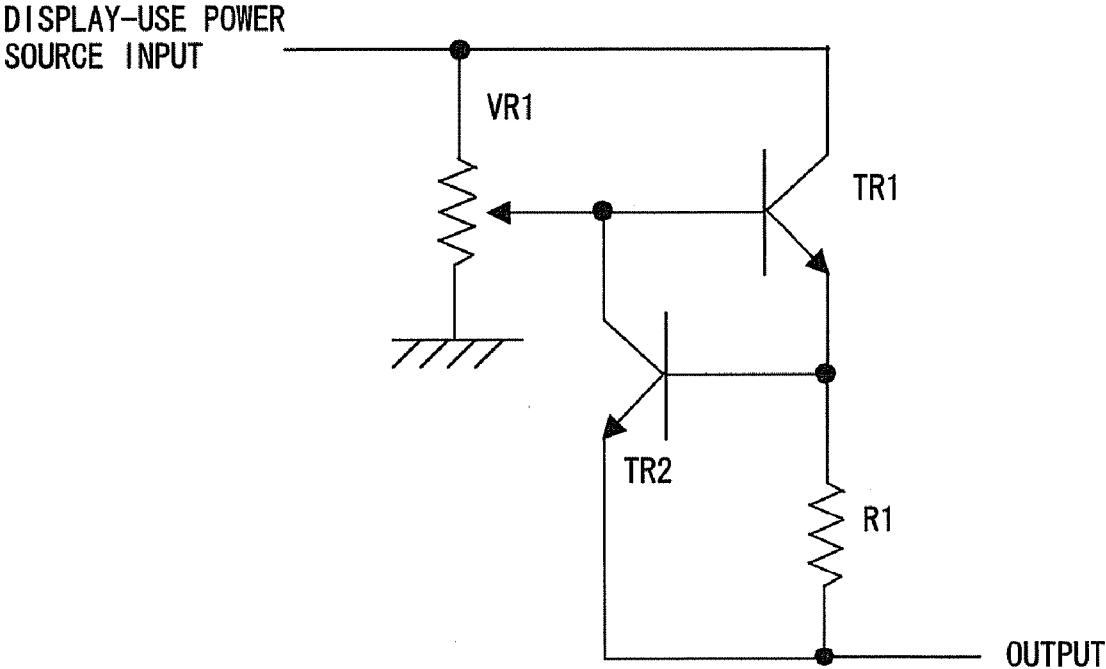 DISPLAY-USE POWER
SOURCE INPUT
VR1
TR1
TR2
R1
OUTPUT